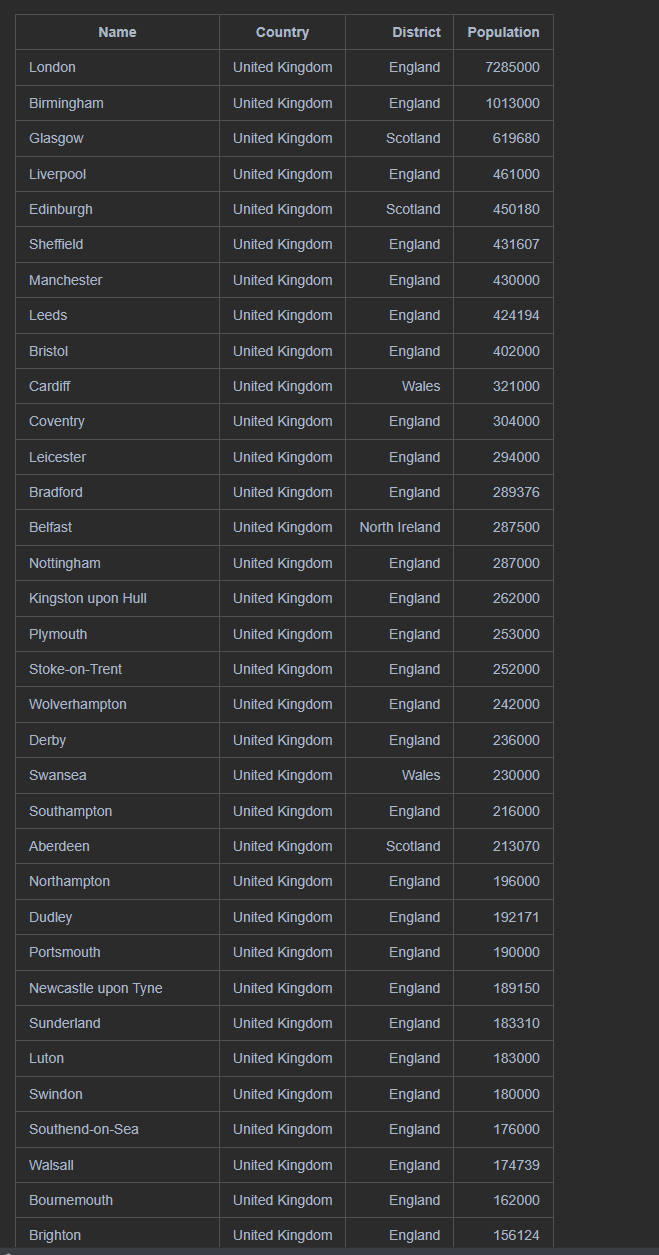 Name Country District Population
London United Kingdom England 7285000
Birmingham United Kingdom England 1013000
Glasgow United Kingdom Scotland 619680
Liverpool United Kingdom England 461000
Edinburgh United Kingdom Scotland 450180
Sheffield United Kingdom England 431607
Manchester United Kingdom England 430000
Leeds United Kingdom England 424194
Bristol United Kingdom England 402000
Cardiff United Kingdom Wales 321000
Coventry United Kingdom England 304000
Leicester United Kingdom England 294000
Bradford United Kingdom England 289376
Belfast United Kingdom North Ireland 287500
Nottingham United Kingdom England 287000
Kingston upon Hull United Kingdom England 262000
Plymouth United Kingdom England 253000
Stoke-on-Trent United Kingdom England 252000
Wolverhampton United Kingdom England 242000
Derby United Kingdom England 236000
Swansea United Kingdom Wales 230000
Southampton United Kingdom England 216000
Aberdeen United Kingdom Scotland 213070
Northampton United Kingdom England 196000
Dudley United Kingdom England 192171
Portsmouth United Kingdom England 190000
Newcastle upon Tyne United Kingdom England 189150
Sunderland United Kingdom England 183310
Luton United Kingdom England 183000
Swindon United Kingdom England 180000
Southend-on-Sea United Kingdom England 176000
Walsall United Kingdom England 174739
Bournemouth United Kingdom England 162000
Brighton United Kingdom England 156124